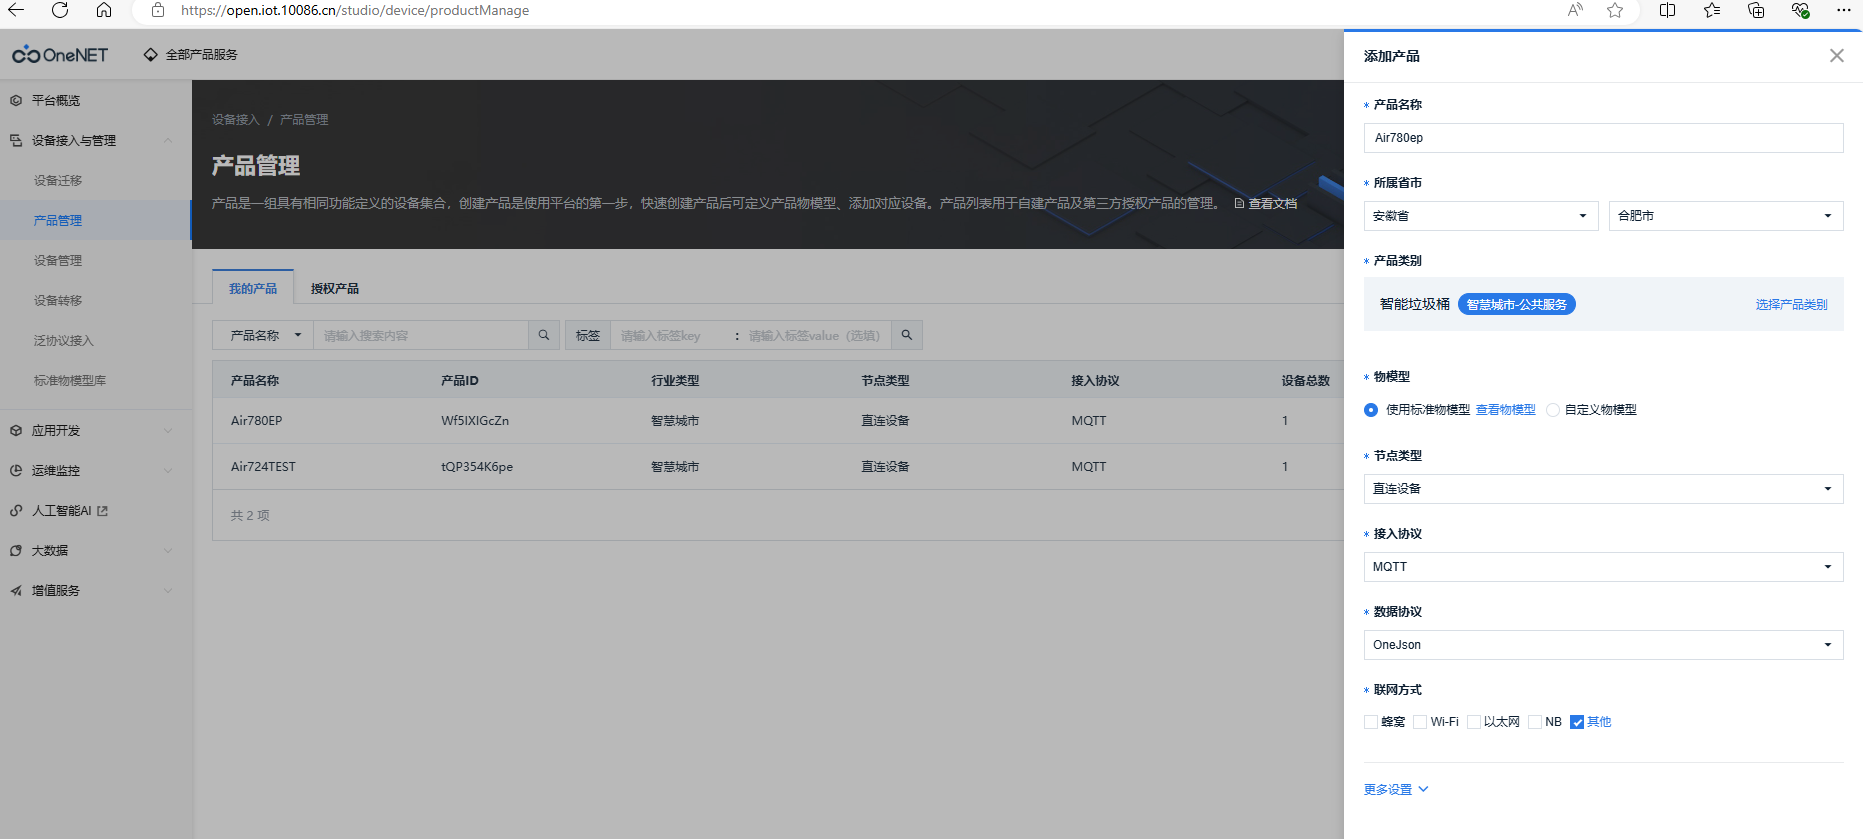 https://open.iot.10086.cn/studio/device/productManage
OneNET
全部产品服务
平台概览
设备接入与管理
设备迁移
产品管理
设备管理
设备转移
泛协议接入
标准物模型库
应用开发
运维监控
人工智能AI
大数据
增值服务
设备接入 / 产品管理
产品管理
产品是一组具有相同功能定义的设备集合，创建产品是使用平台的第一步，快速创建产品后可定义产品物模型、添加对应设备。产品列表用于自建产品及第三方授权产品的管理。 查看文档
我的产品 授权产品
产品名称 请输入搜索内容 标签 请输入标签key : 请输入标签value（选填）
产品名称 产品ID 行业类型 节点类型 接入协议 设备总数
Air780EP Wf5IXIGcZn 智慧城市 直连设备 MQTT 1
Air724TEST tQP354K6pe 智慧城市 直连设备 MQTT 1
共 2 项
添加产品
* 产品名称
Air780ep
* 所属省市
安徽省 合肥市
* 产品类别
智能垃圾桶 智慧城市-公共服务 选择产品类别
* 物模型
使用标准物模型 查看物模型 自定义物模型
* 节点类型
直连设备
* 接入协议
MQTT
* 数据协议
OneJson
* 联网方式
蜂窝 Wi-Fi 以太网 NB 其他
更多设置